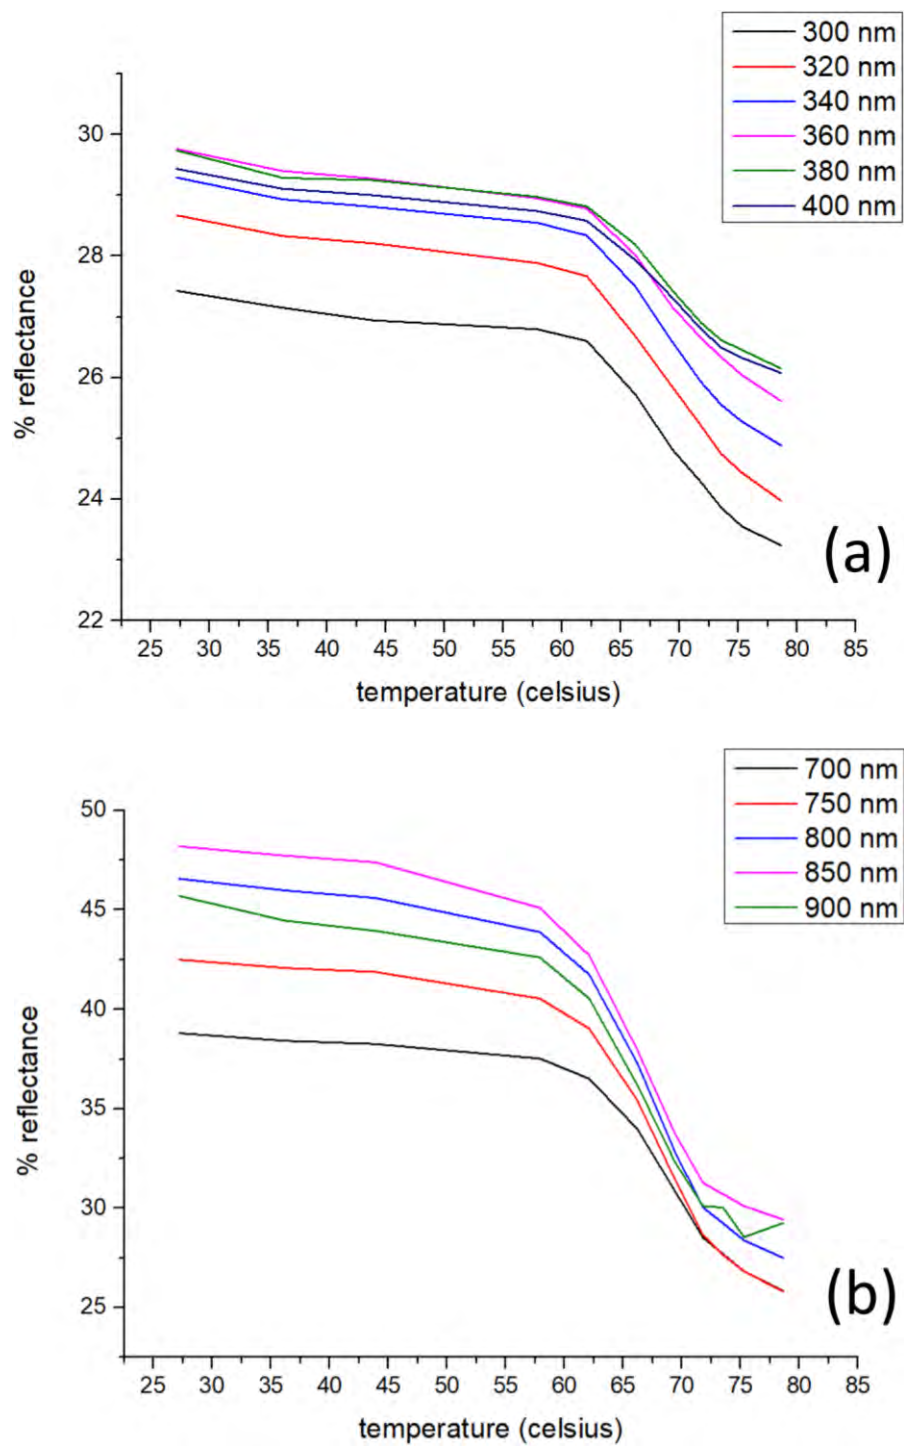 300 nm
320 nm
340 nm
360 nm
380 nm
400 nm
30
28
26
24
22
% reflectance
25 30 35 40 45 50 55 60 65 70 75 80 85
temperature (celsius)
(a)
700 nm
750 nm
800 nm
850 nm
900 nm
50
45
40
35
30
25
% reflectance
25 30 35 40 45 50 55 60 65 70 75 80 85
temperature (celsius)
(b)